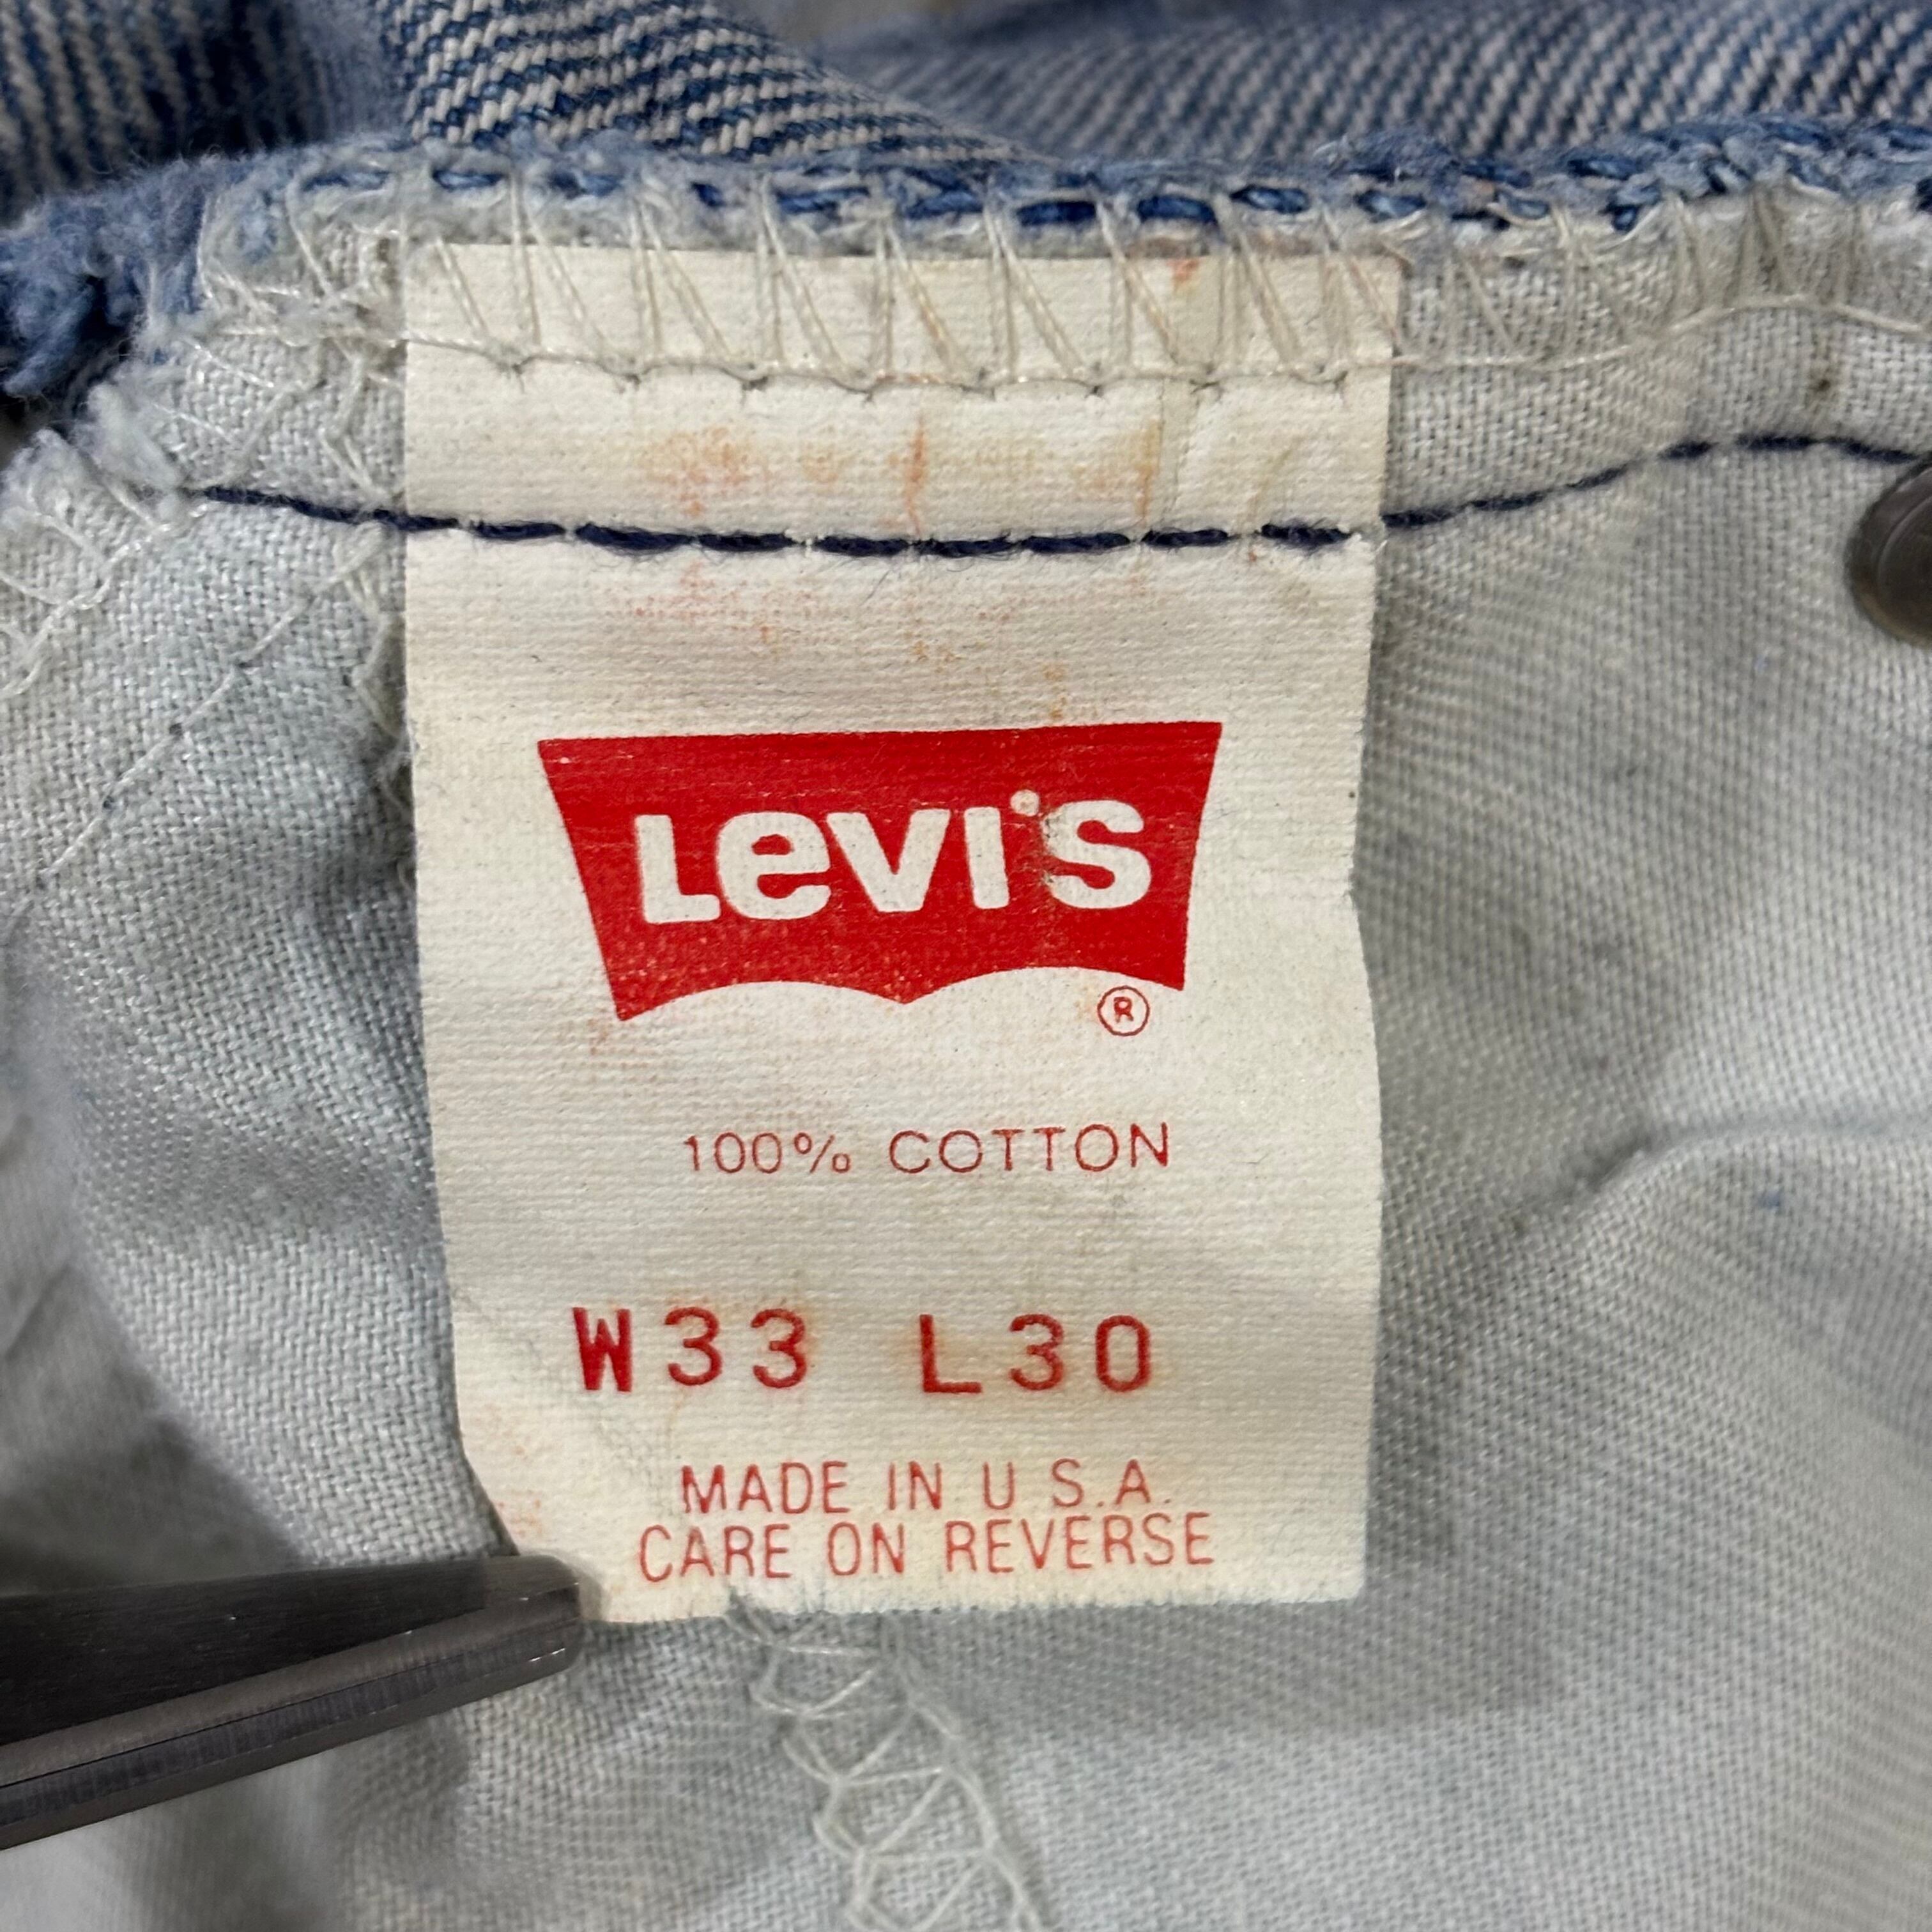 Levi's
®
100% COTTON
W33 L30
MADE IN U S.A.
CARE ON REVERSE